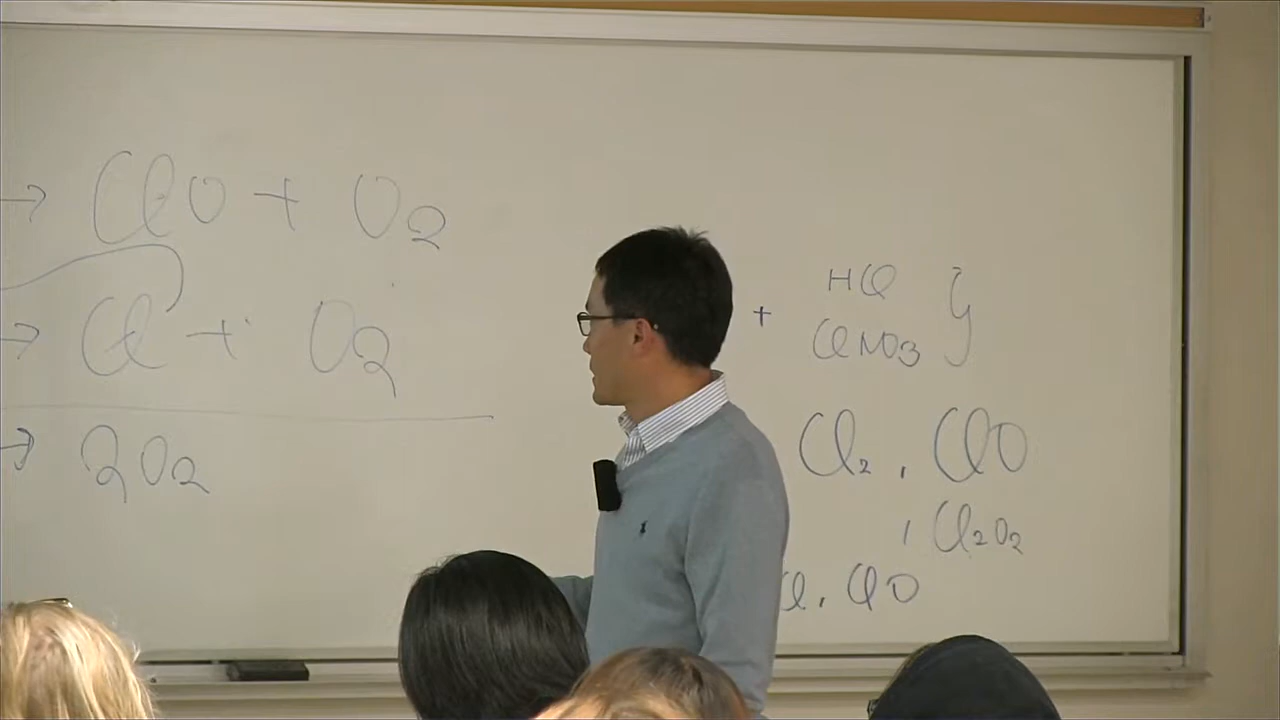 → ClO + O2
→ Cl + O2
→ 2O2
+ HCl }
ClNO3
Cl2, ClO
, Cl2O2
Cl, ClO